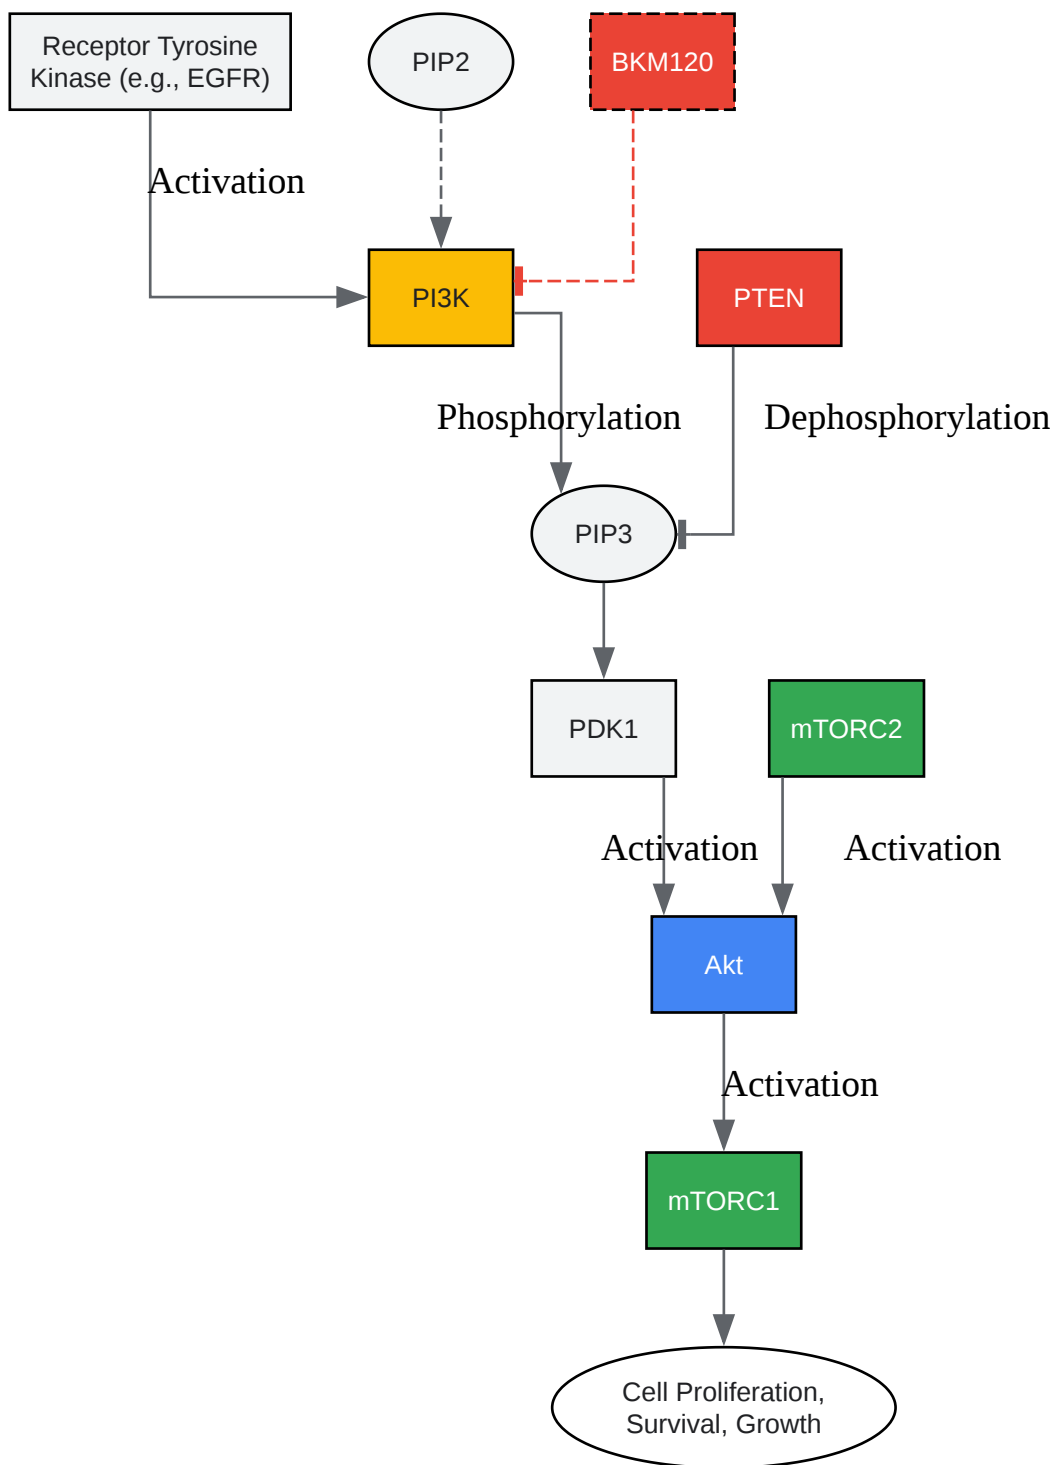 Receptor Tyrosine
Kinase (e.g., EGFR)
PIP2
BKM120
Activation
PI3K
PTEN
Phosphorylation
Dephosphorylation
PIP3
PDK1
mTORC2
Activation
Activation
Akt
Activation
mTORC1
Cell Proliferation,
Survival, Growth